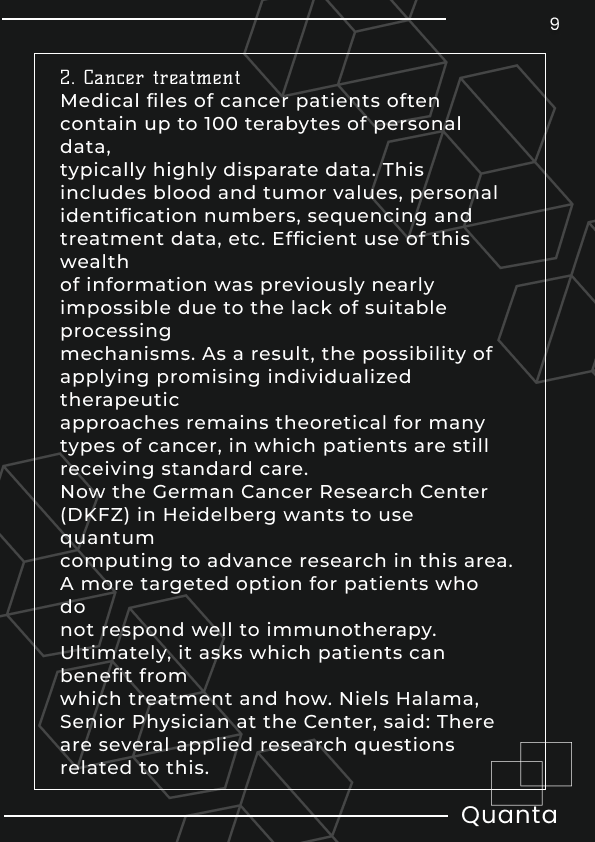 9
2. Cancer treatment
Medical files of cancer patients often
contain up to 100 terabytes of personal
data,
typically highly disparate data. This
includes blood and tumor values, personal
identification numbers, sequencing and
treatment data, etc. Efficient use of this
wealth
of information was previously nearly
impossible due to the lack of suitable
processing
mechanisms. As a result, the possibility of
applying promising individualized
therapeutic
approaches remains theoretical for many
types of cancer, in which patients are still
receiving standard care.
Now the German Cancer Research Center
(DKFZ) in Heidelberg wants to use
quantum
computing to advance research in this area.
A more targeted option for patients who
do
not respond well to immunotherapy.
Ultimately, it asks which patients can
benefit from
which treatment and how. Niels Halama,
Senior Physician at the Center, said: There
are several applied research questions
related to this.
Quanta